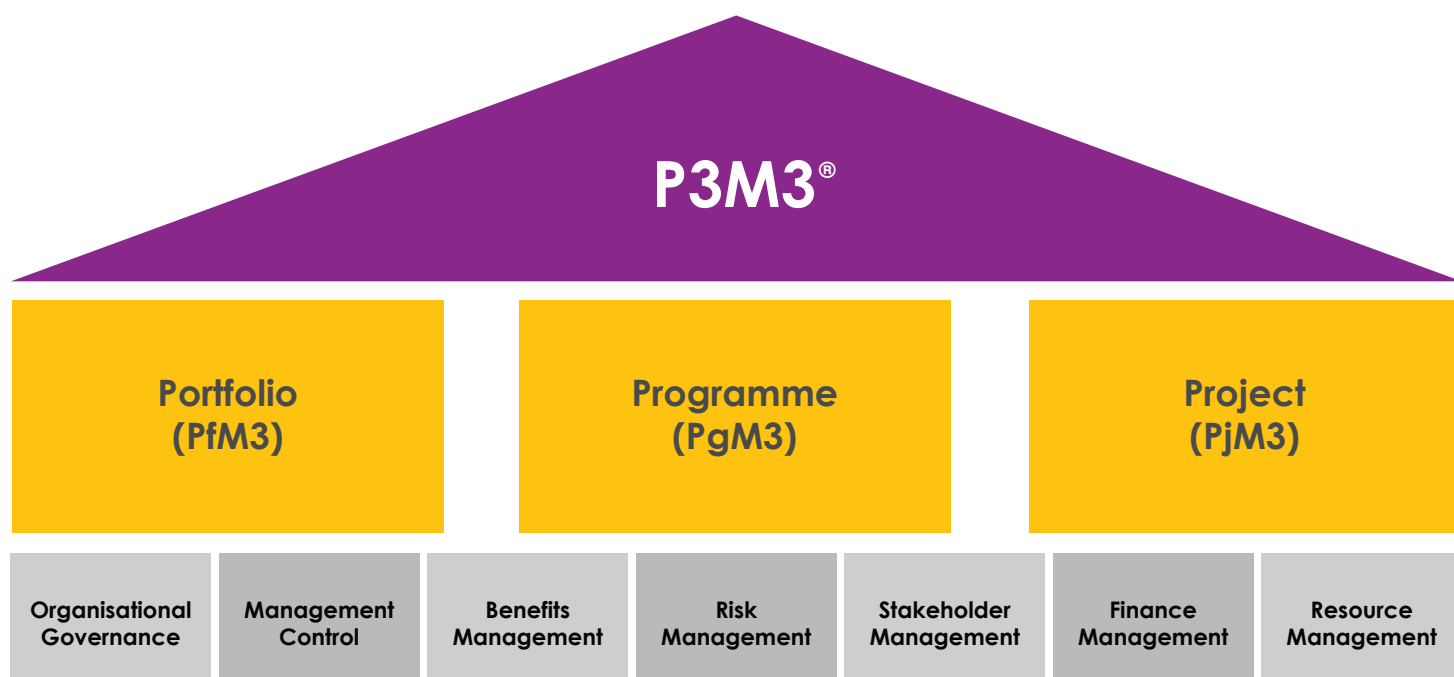 P3M3®
Portfolio
(PfM3)
Programme
(PgM3)
Project
(PjM3)
Organisational
Governance
Management
Control
Benefits
Management
Risk
Management
Stakeholder
Management
Finance
Management
Resource
Management